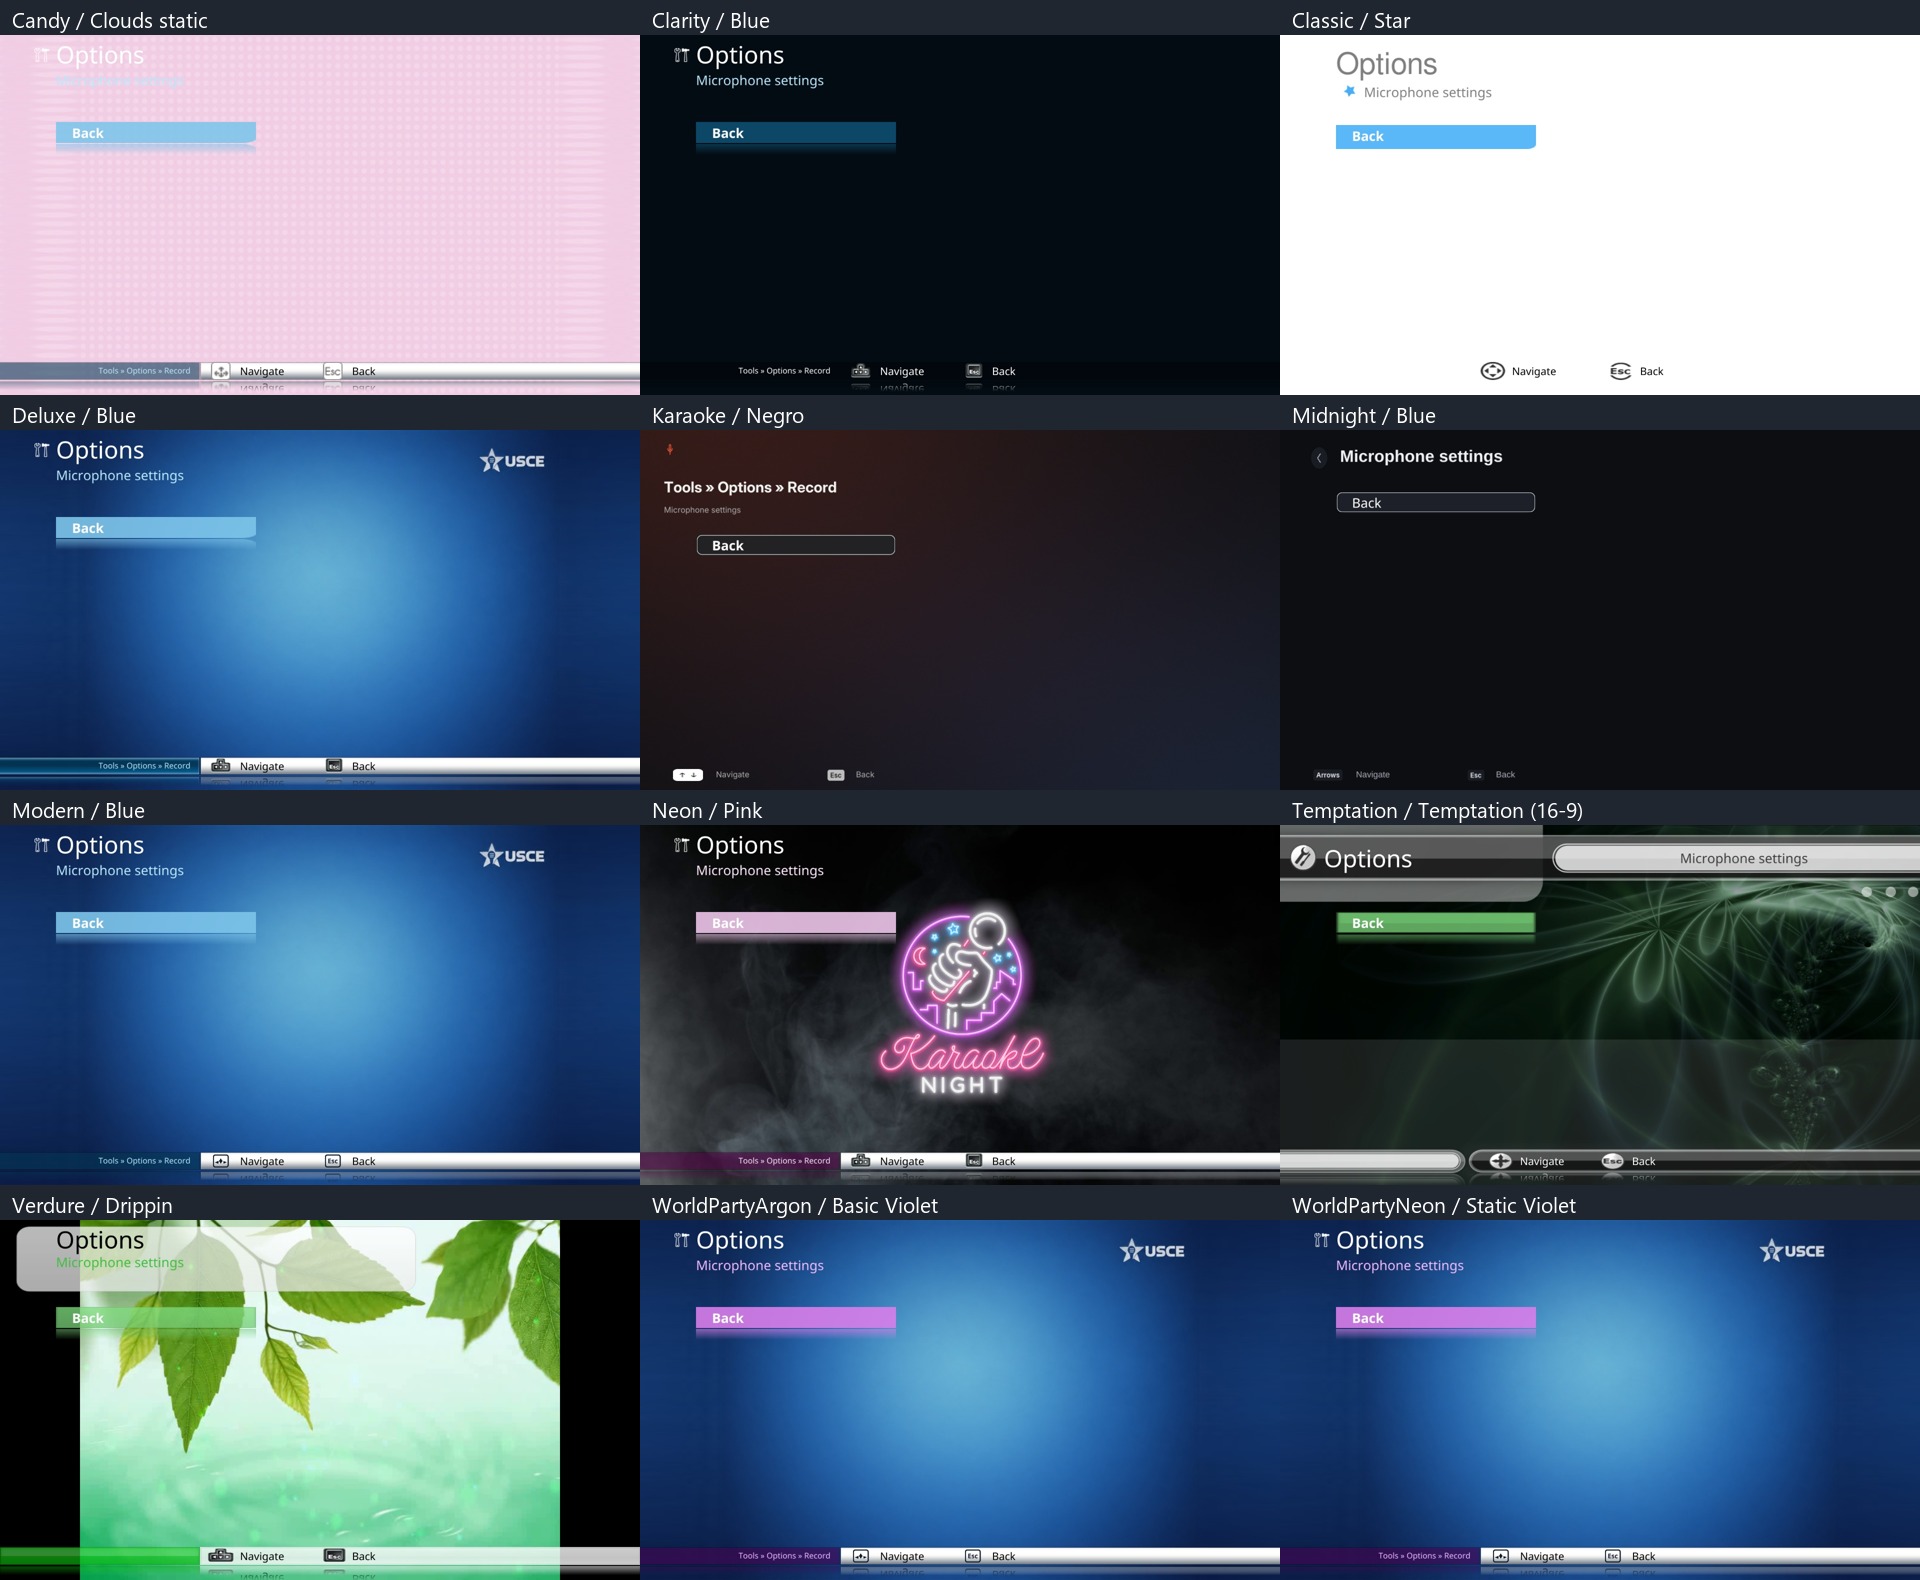 Candy / Clouds static
Options
Microphone settings
Back
Tools » Options » Record
Esc
Navigate
Back
Clarity / Blue
Options
Microphone settings
Back
Tools » Options » Record
Navigate
Esc
Back
Classic / Star
Options
Microphone settings
Back
Navigate
Esc
Back
Deluxe / Blue
Options
USCE
Microphone settings
Back
Tools » Options » Record
Navigate
Esc
Back
Karaoke / Negro
Tools » Options » Record
Microphone settings
Back
Navigate
Esc
Back
Midnight / Blue
Microphone settings
Back
Arrows
Navigate
Esc
Back
Modern / Blue
Options
USCE
Microphone settings
Back
Tools » Options » Record
Navigate
Esc
Back
Neon / Pink
Options
Microphone settings
Back
Karaoke
NIGHT
Tools » Options » Record
Navigate
Esc
Back
Temptation / Temptation (16-9)
Options
Microphone settings
Back
Navigate
Esc
Back
Verdure / Drippin
Options
Microphone settings
Back
Navigate
Esc
Back
WorldPartyArgon / Basic Violet
Options
USCE
Microphone settings
Back
Tools » Options » Record
Navigate
Esc
Back
WorldPartyNeon / Static Violet
Options
USCE
Microphone settings
Back
Tools » Options » Record
Navigate
Esc
Back